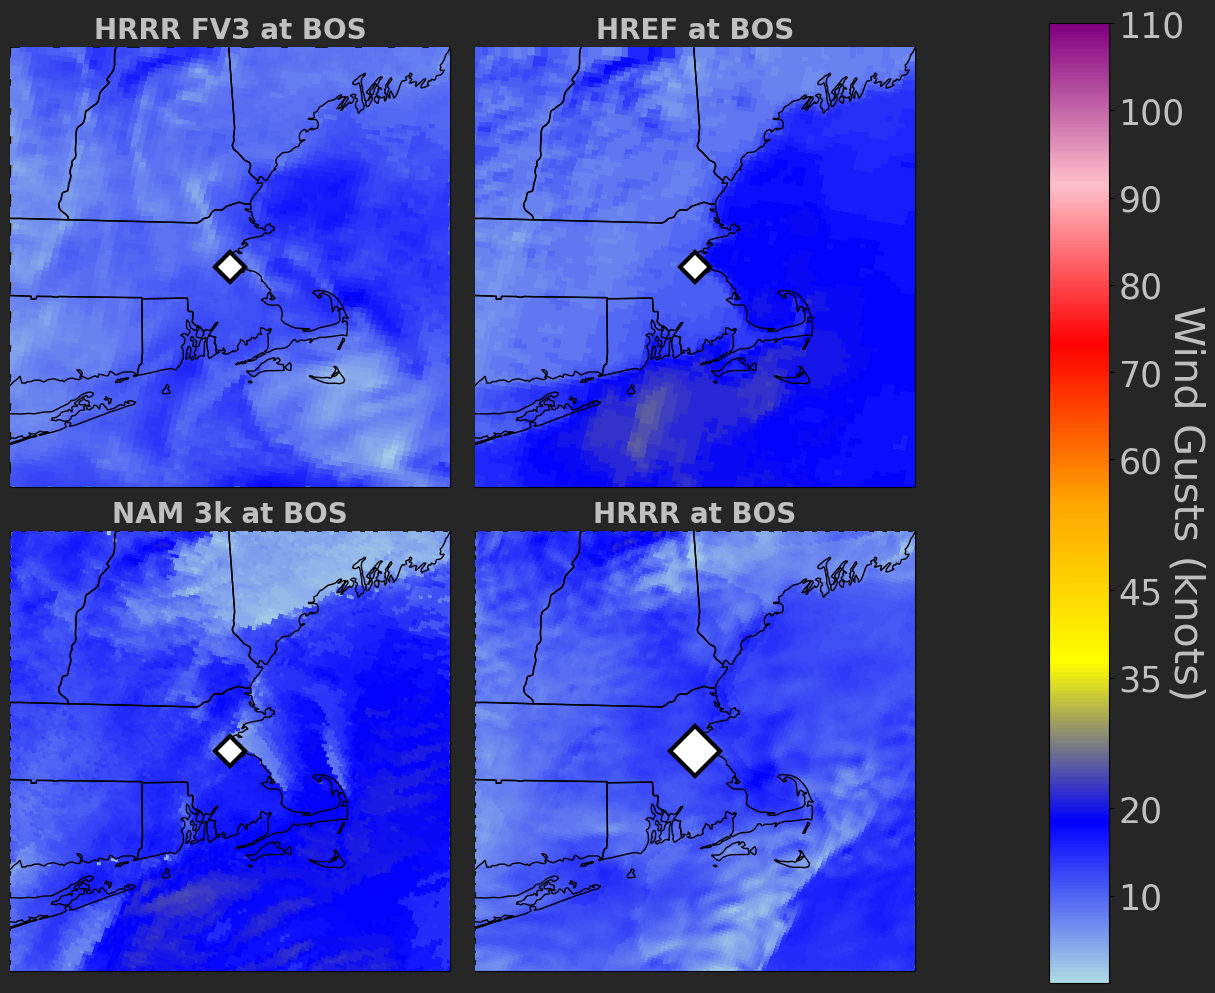 HRRR FV3 at BOS
HREF at BOS
NAM 3k at BOS
HRRR at BOS
110
100
90
80
70
60
45
35
20
10
Wind Gusts (knots)